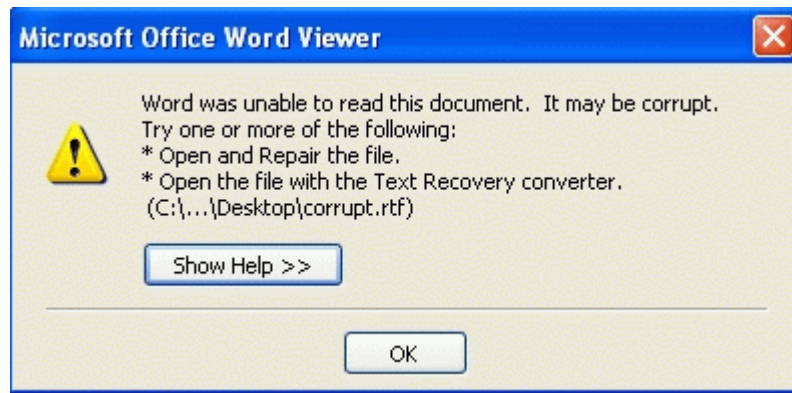 Microsoft Office Word Viewer
Word was unable to read this document.  It may be corrupt.
Try one or more of the following:
* Open and Repair the file.
* Open the file with the Text Recovery converter.
(C:\...\Desktop\corrupt.rtf)
Show Help >>
OK